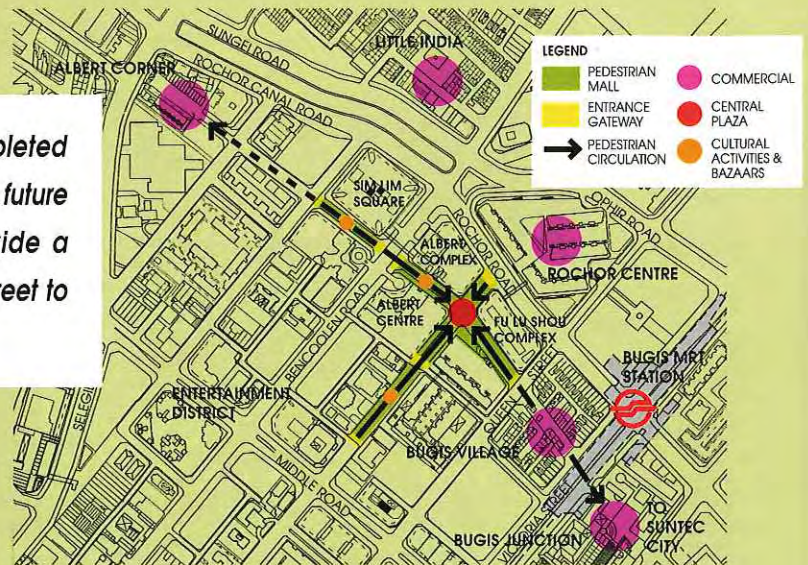 pleted
future
ide a
reet to
SUNGEI ROAD
LITTLE INDIA
ALBERT CORNER
ROCHOR CANAL ROAD
LEGEND
PEDESTRIAN
MALL
ENTRANCE
GATEWAY
PEDESTRIAN
CIRCULATION
COMMERCIAL
CENTRAL
PLAZA
CULTURAL
ACTIVITIES &
BAZAARS
SIM LIM
SQUARE
OPHIR ROAD
ROCHOR ROAD
ALBERT
COMPLEX
ROCHOR CENTRE
BENCOOLEN ROAD
ALBERT
CENTRE
FU LU SHOU
COMPLEX
BUGIS MRT
STATION
ENTERTAINMENT
DISTRICT
SELEGIE
QUEEN STREET
BUGIS VILLAGE
MIDDLE ROAD
VICTORIA STREET
BUGIS JUNCTION
TO
SUNTEC
CITY